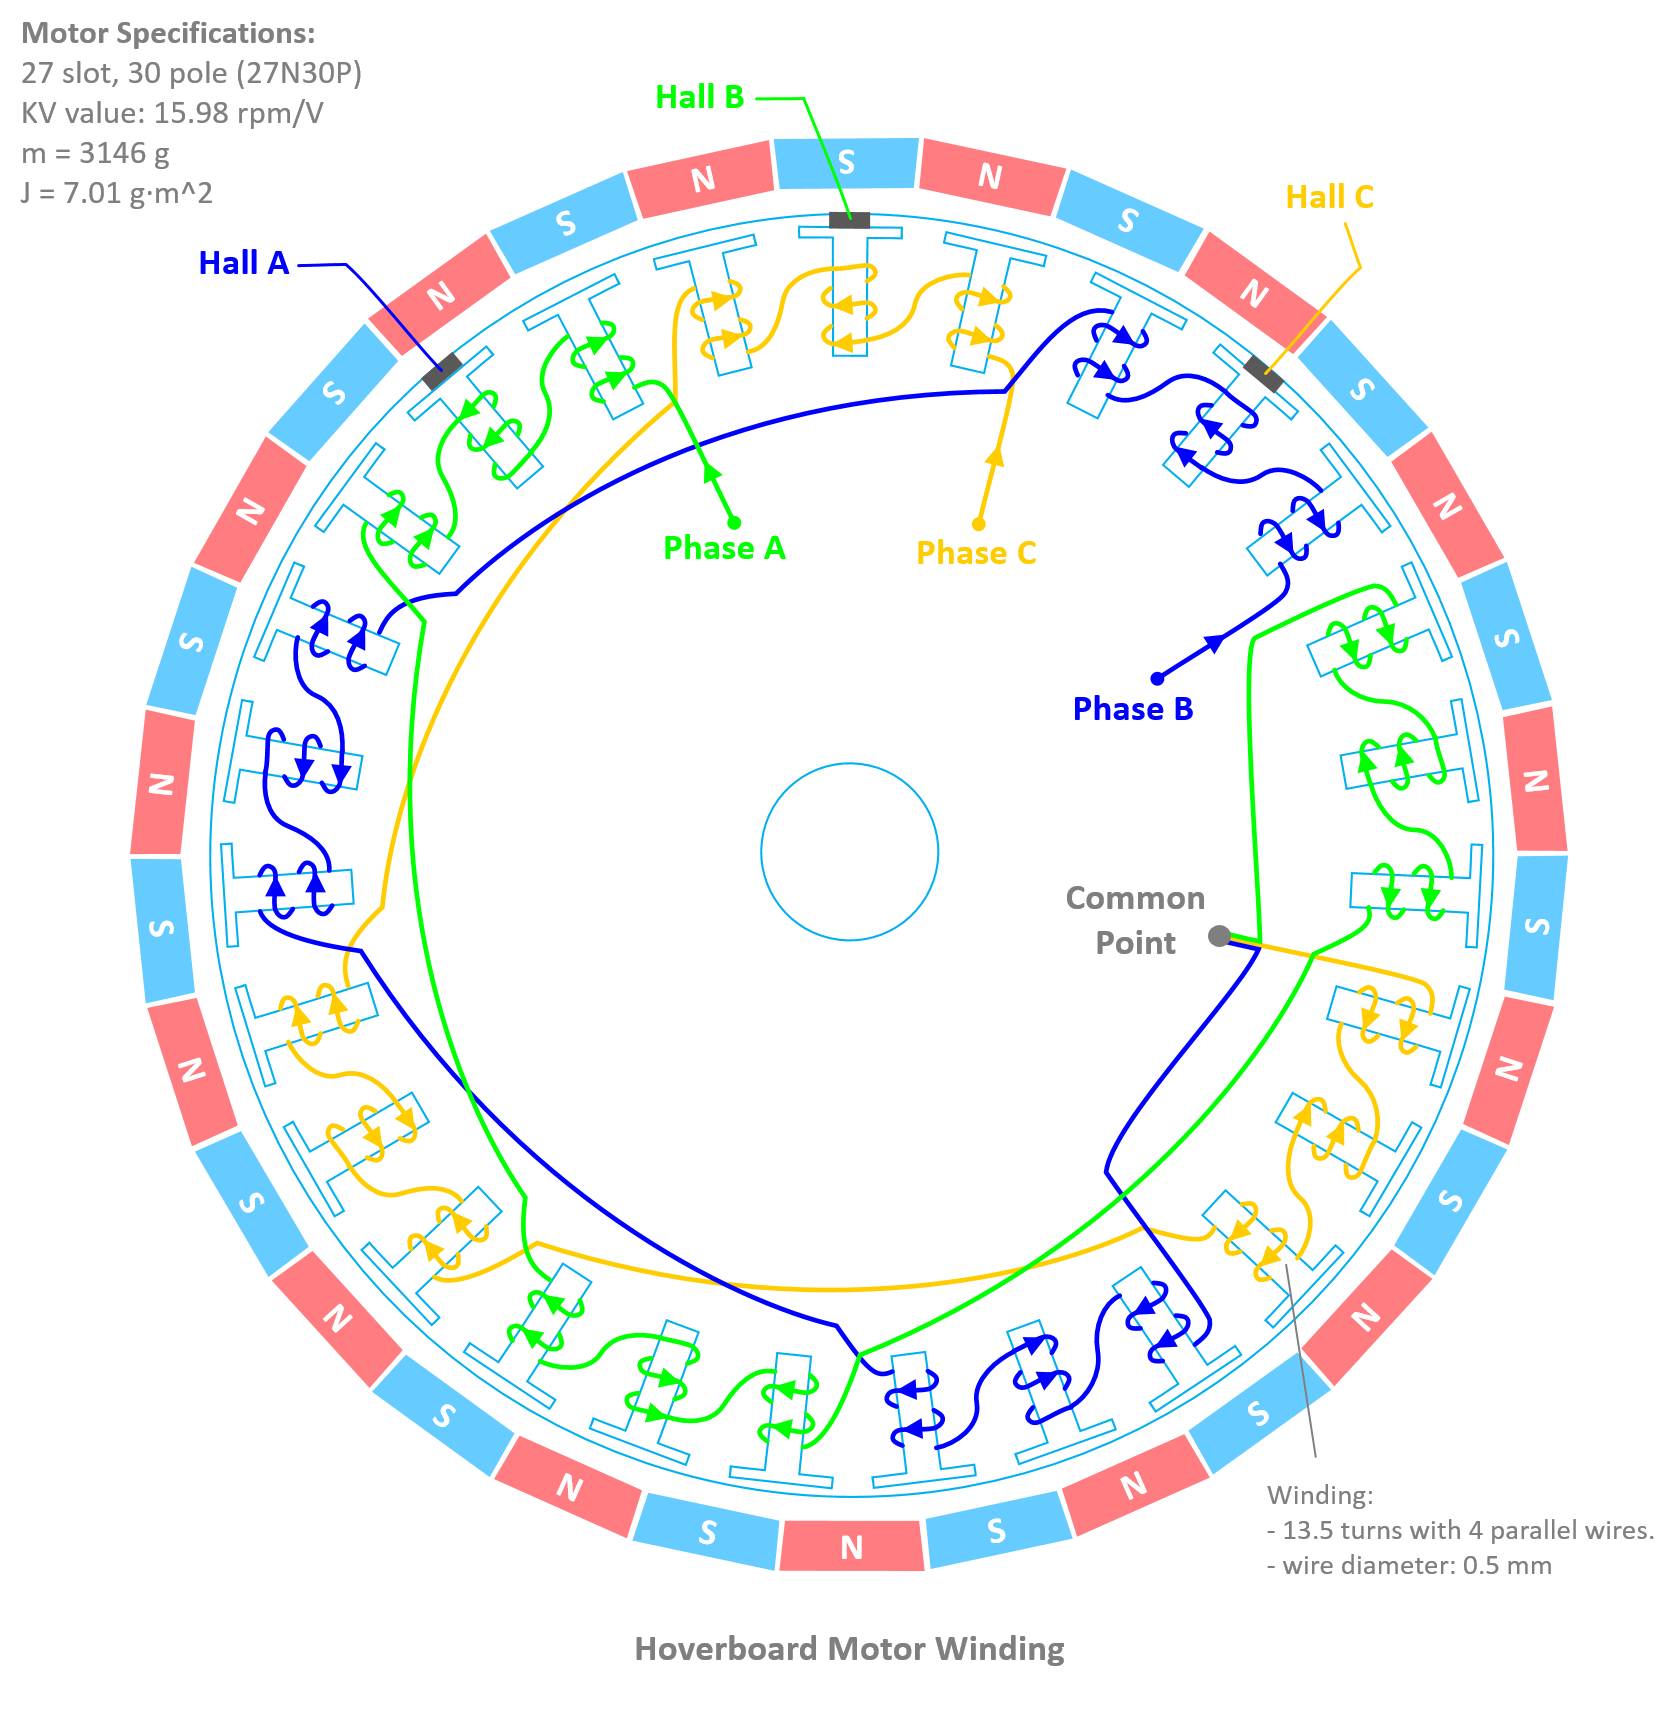 Motor Specifications:
27 slot, 30 pole (27N30P)
KV value: 15.98 rpm/V
m = 3146 g
J = 7.01 g·m^2
Hall B
Hall C
Hall A
S
N
S
N
S
N
S
N
S
N
S
N
S
N
S
N
S
N
S
N
S
N
S
N
S
N
S
N
S
N
Phase A
Phase C
Phase B
Common
Point
Winding:
- 13.5 turns with 4 parallel wires.
- wire diameter: 0.5 mm
Hoverboard Motor Winding